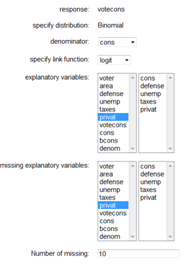 response: votecons
specify distribution: Binomial
denominator: cons
specify link function: logit
explanatory variables:
voter
area
defense
unemp
taxes
privat
votecons
cons
bcons
denom
cons
defense
unemp
taxes
privat
missing explanatory variables:
voter
area
defense
unemp
taxes
privat
votecons
cons
bcons
denom
cons
defense
unemp
taxes
privat
Number of missing: 10